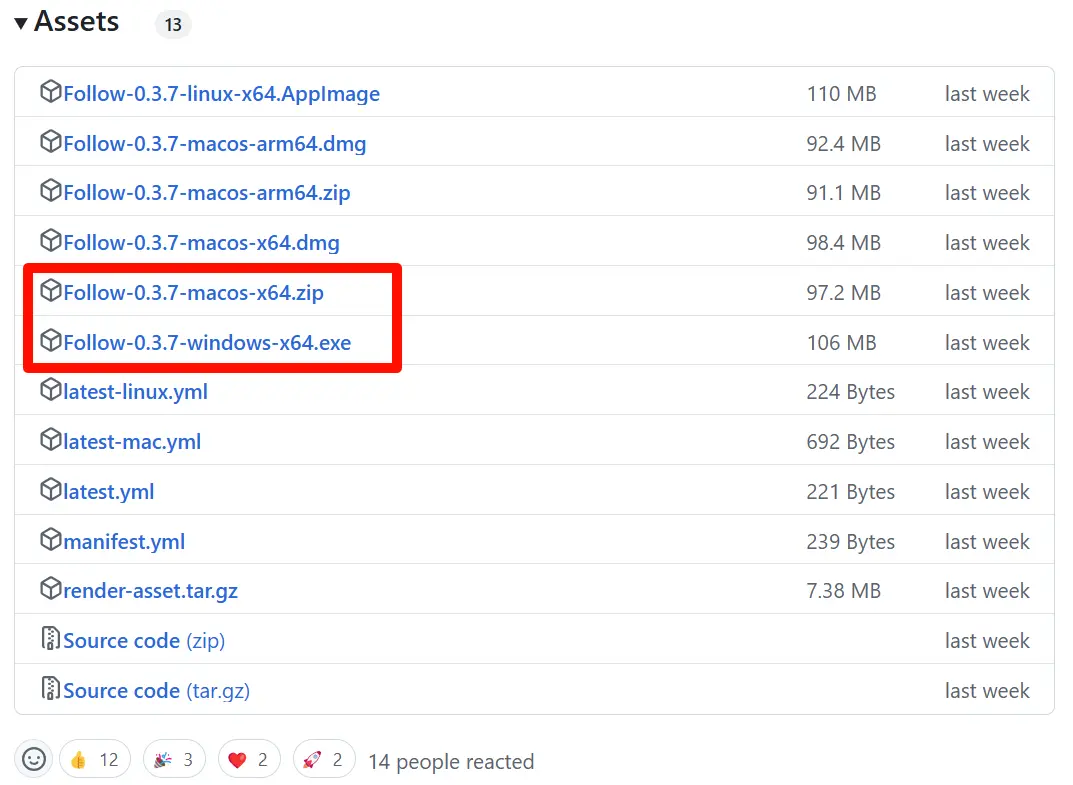 Assets 13
Follow-0.3.7-linux-x64.AppImage 110 MB last week
Follow-0.3.7-macos-arm64.dmg 92.4 MB last week
Follow-0.3.7-macos-arm64.zip 91.1 MB last week
Follow-0.3.7-macos-x64.dmg 98.4 MB last week
Follow-0.3.7-macos-x64.zip 97.2 MB last week
Follow-0.3.7-windows-x64.exe 106 MB last week
latest-linux.yml 224 Bytes last week
latest-mac.yml 692 Bytes last week
latest.yml 221 Bytes last week
manifest.yml 239 Bytes last week
render-asset.tar.gz 7.38 MB last week
Source code (zip) last week
Source code (tar.gz) last week
12 3 2 2 14 people reacted